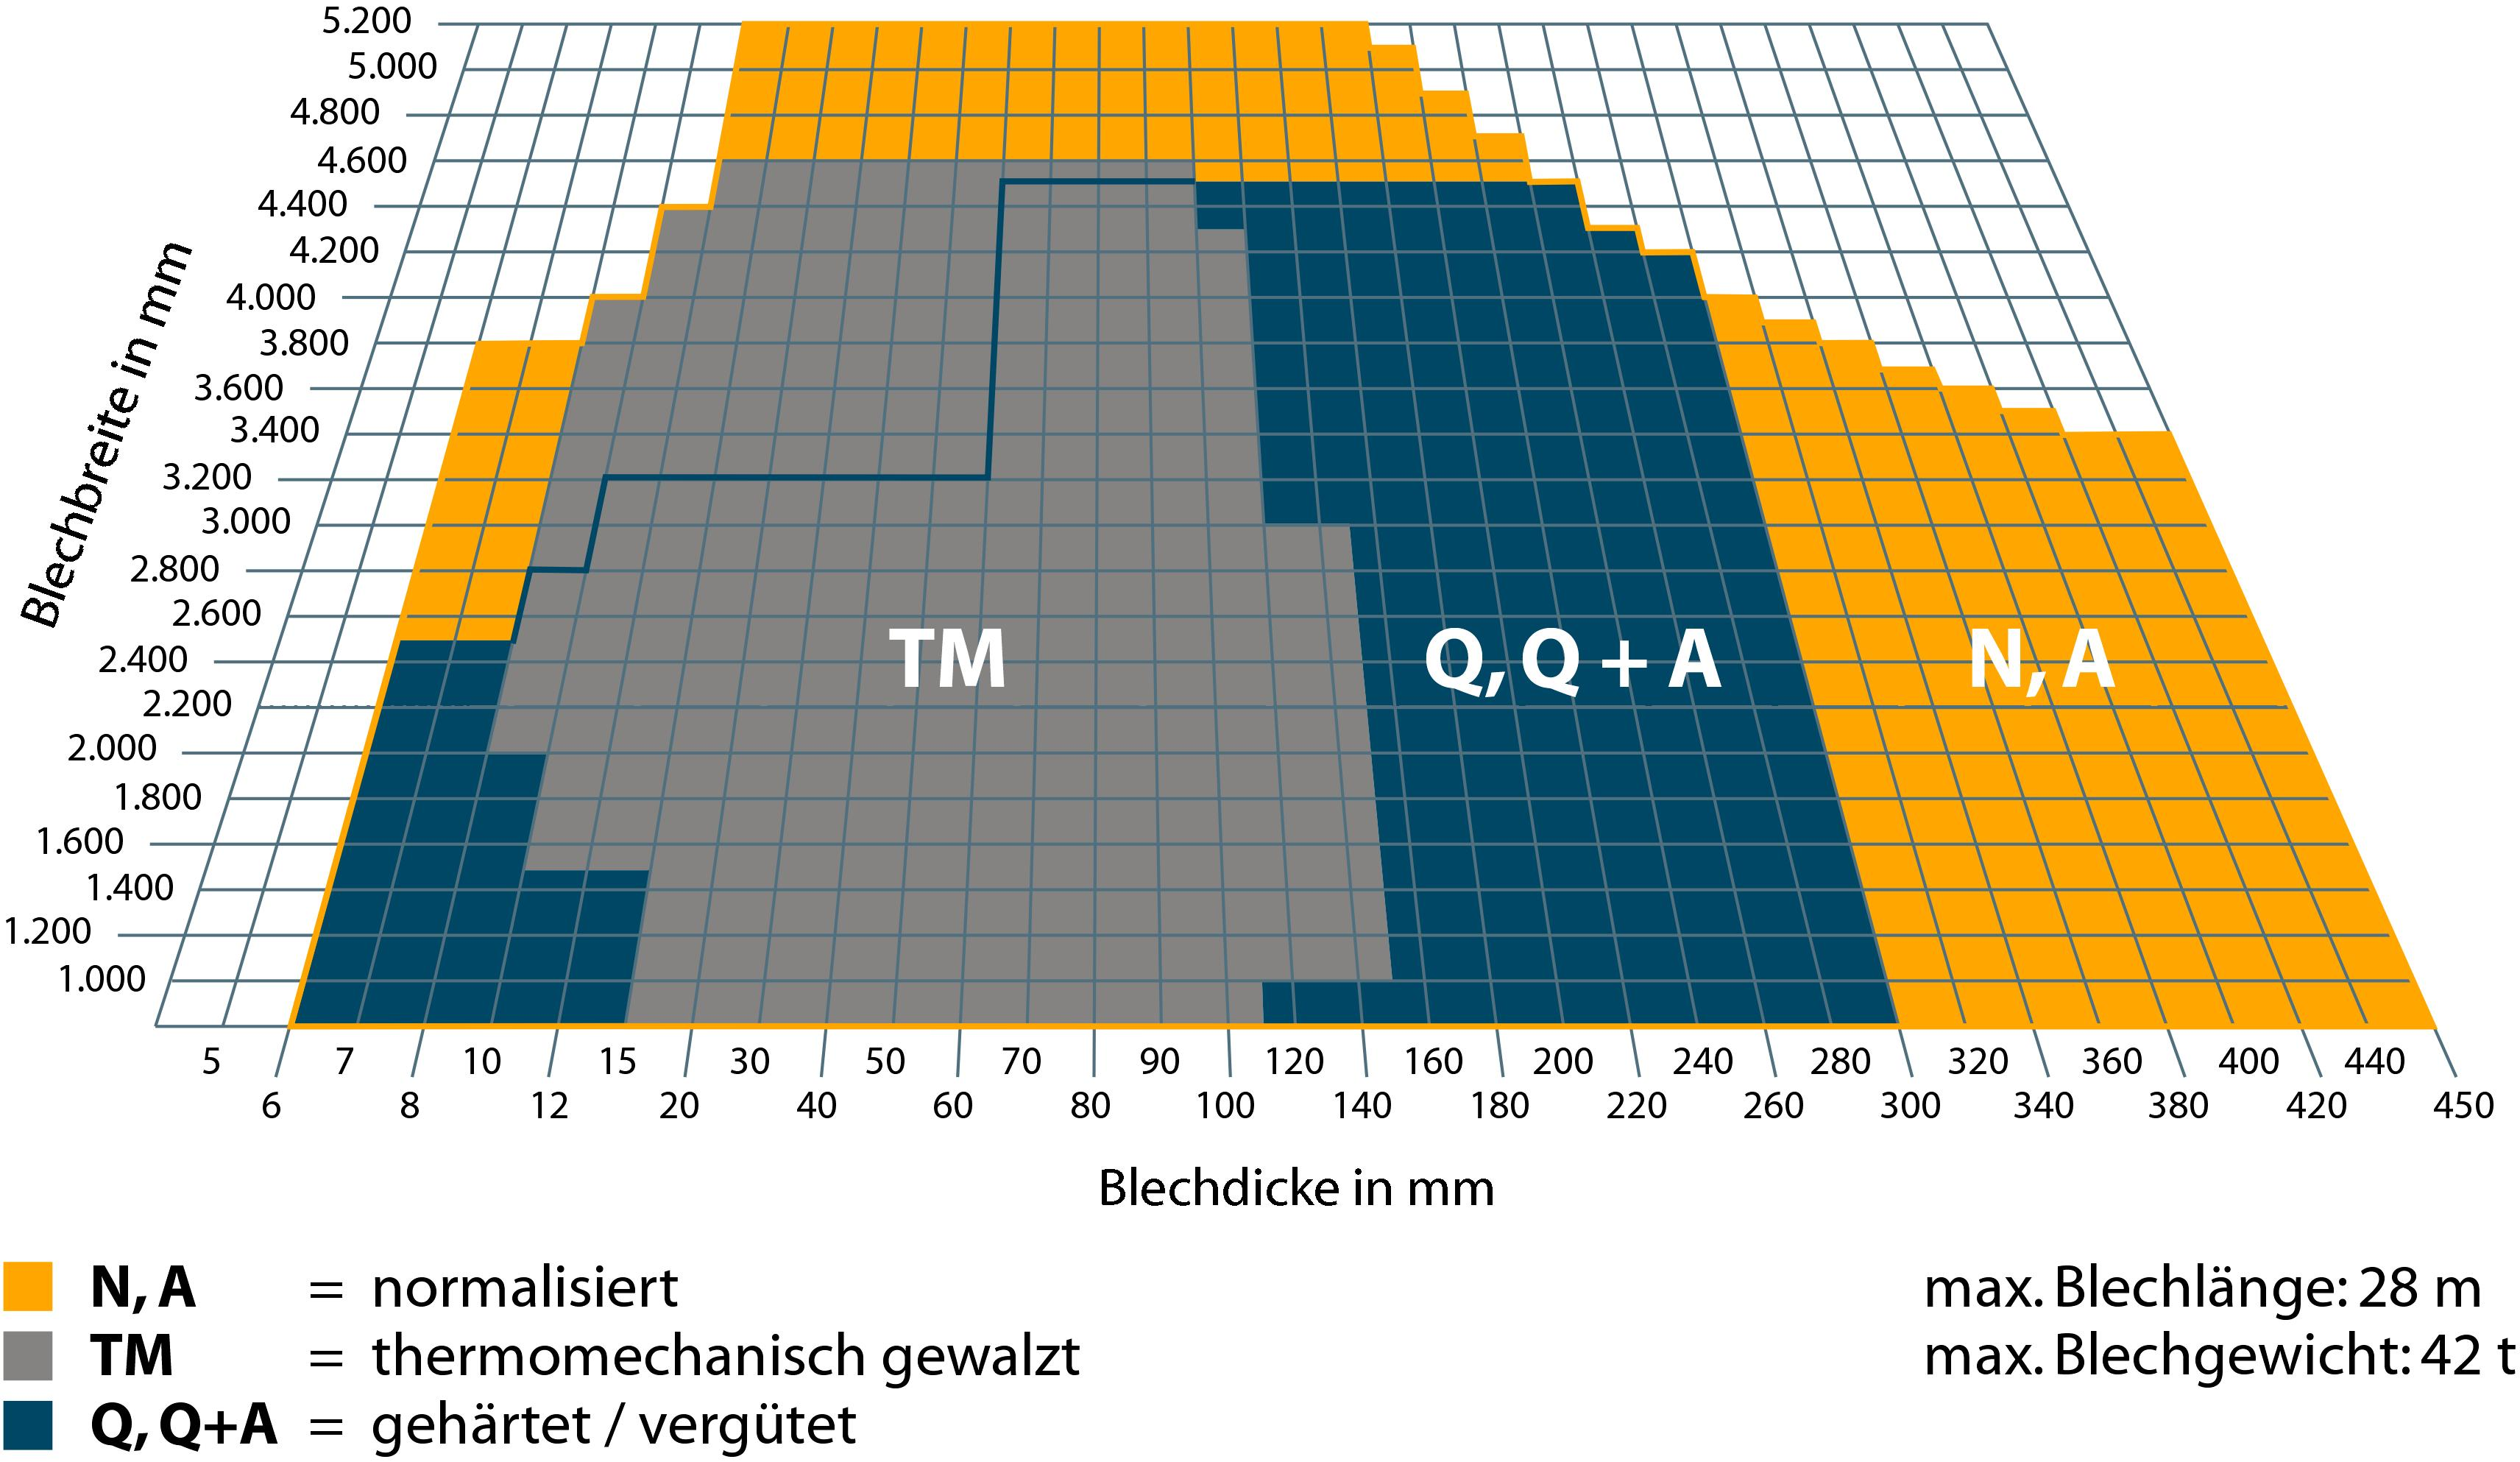 5.200
5.000
4.800
4.600
4.400
4.200
4.000
3.800
3.600
3.400
3.200
3.000
2.800
2.600
2.400
2.200
2.000
1.800
1.600
1.400
1.200
1.000
Blechbreite in mm
TM
Q, Q + A
N, A
5 7 10 15 30 50 70 90 120 160 200 240 280 320 360 400 440
6 8 12 20 40 60 80 100 140 180 220 260 300 340 380 420 450
Blechdicke in mm
N, A = normalisiert
TM = thermomechanisch gewalzt
Q, Q+A = gehärtet / vergütet
max. Blechlänge: 28 m
max. Blechgewicht: 42 t